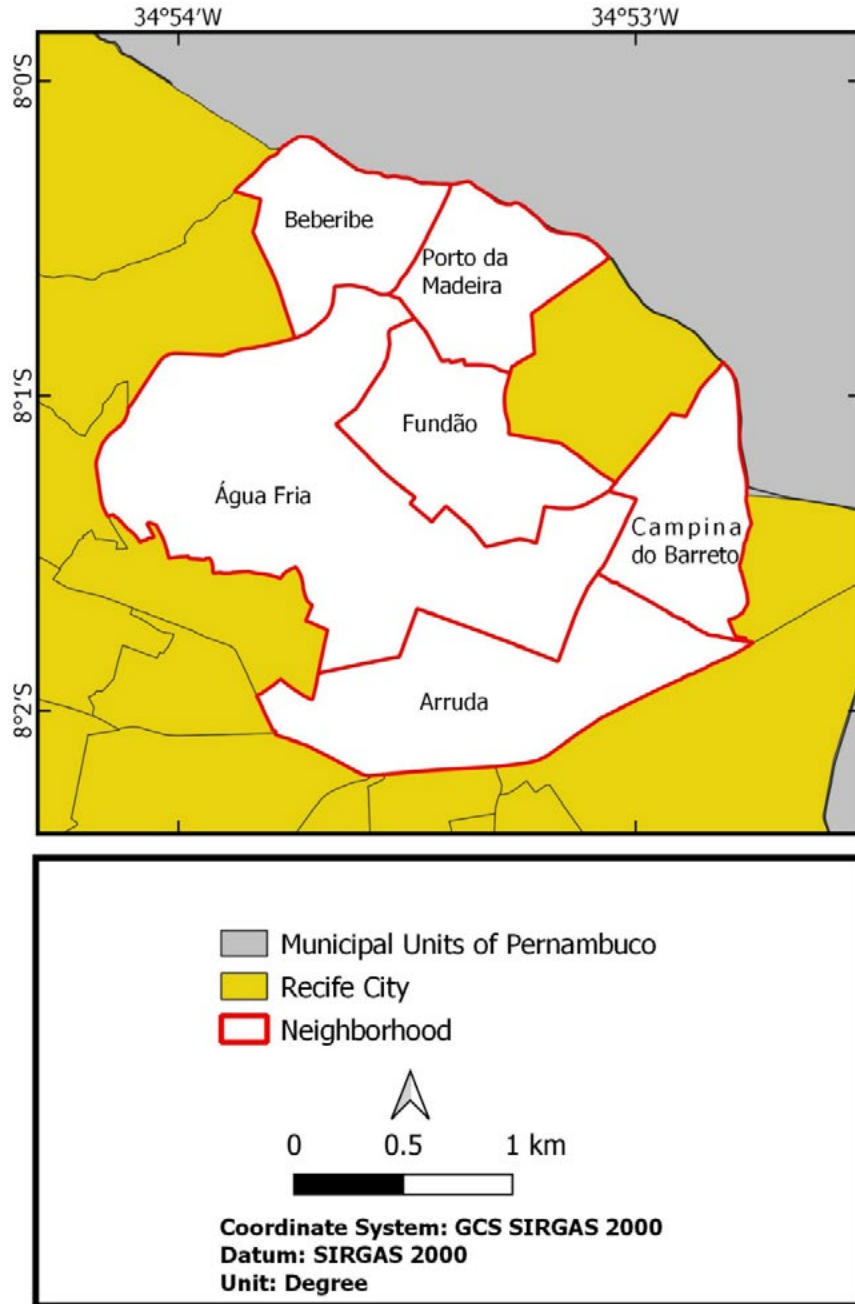 34°54'W 34°53'W
8°0'S
Beberibe
Porto da
Madeira
8°1'S
Fundão
Água Fria
Campina
do Barreto
8°2'S
Arruda
Municipal Units of Pernambuco
Recife City
Neighborhood
0 0.5 1 km
Coordinate System: GCS SIRGAS 2000
Datum: SIRGAS 2000
Unit: Degree